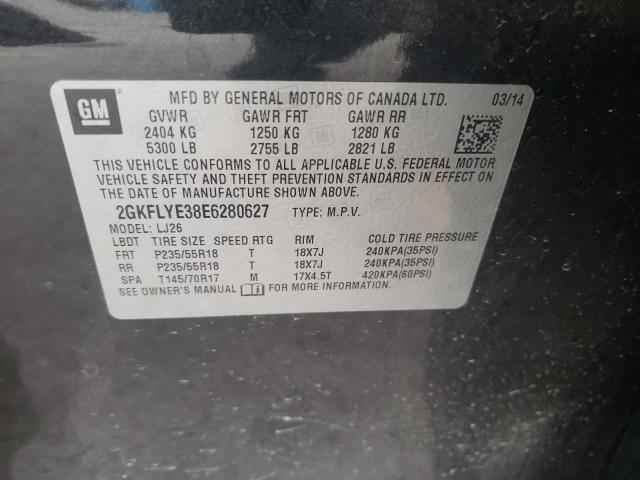 GM
MFD BY GENERAL MOTORS OF CANADA LTD. 03/14
GVWR GAWR FRT GAWR RR
2404 KG 1250 KG 1280 KG
5300 LB 2755 LB 2821 LB
THIS VEHICLE CONFORMS TO ALL APPLICABLE U.S. FEDERAL MOTOR
VEHICLE SAFETY AND THEFT PREVENTION STANDARDS IN EFFECT ON
THE DATE OF MANUFACTURE SHOWN ABOVE.
2GKFLYE38E6280627 TYPE: M.P.V.
MODEL: LJ26
LBDT TIRE SIZE SPEED RTG RIM COLD TIRE PRESSURE
FRT P235/55R18 T 18X7J 240KPA(35PSI)
RR P235/55R18 T 18X7J 240KPA(35PSI)
SPA T145/70R17 M 17X4.5T 420KPA(60PSI)
SEE OWNER'S MANUAL FOR MORE INFORMATION.